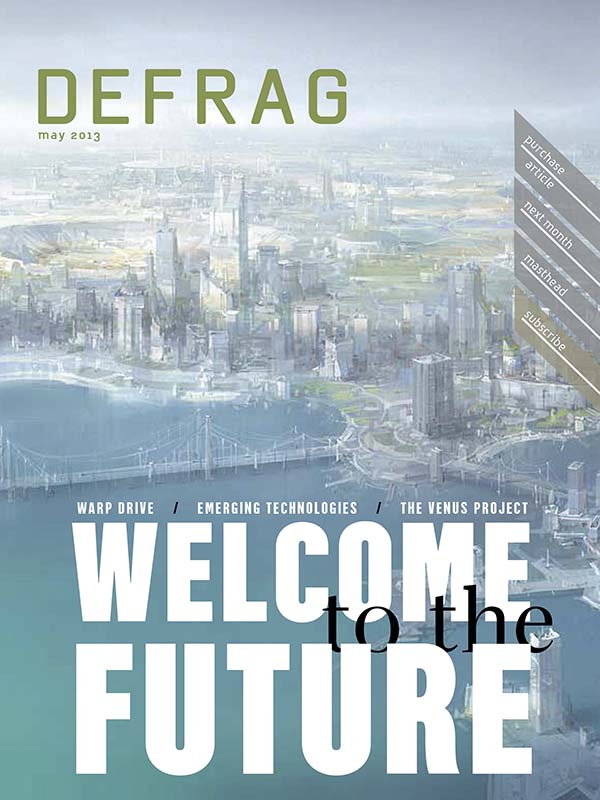 DEFRAG
may 2013
purchase
article
next month
masthead
subscribe
WARP DRIVE / EMERGING TECHNOLOGIES / THE VENUS PROJECT
WELCOME
to the
FUTURE